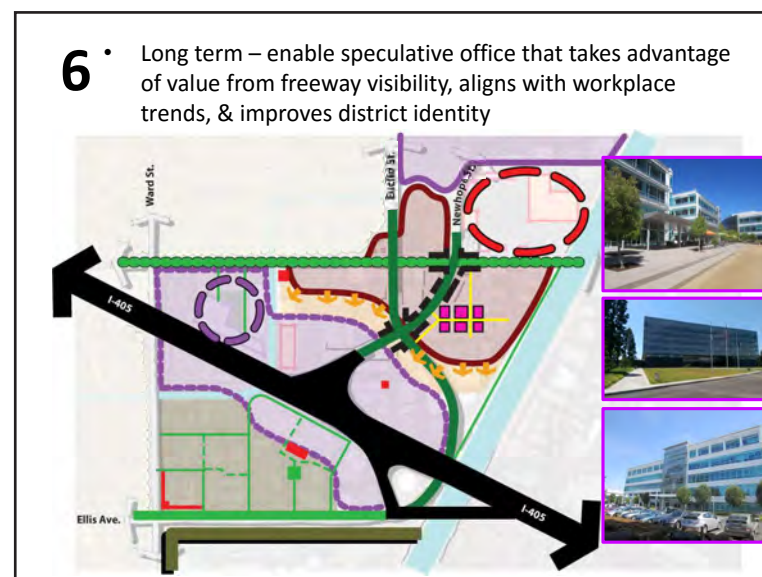 6
• Long term – enable speculative office that takes advantage
of value from freeway visibility, aligns with workplace
trends, & improves district identity
Ward St.
Euclid St.
Newhope St.
I-405
Ellis Ave.
I-405